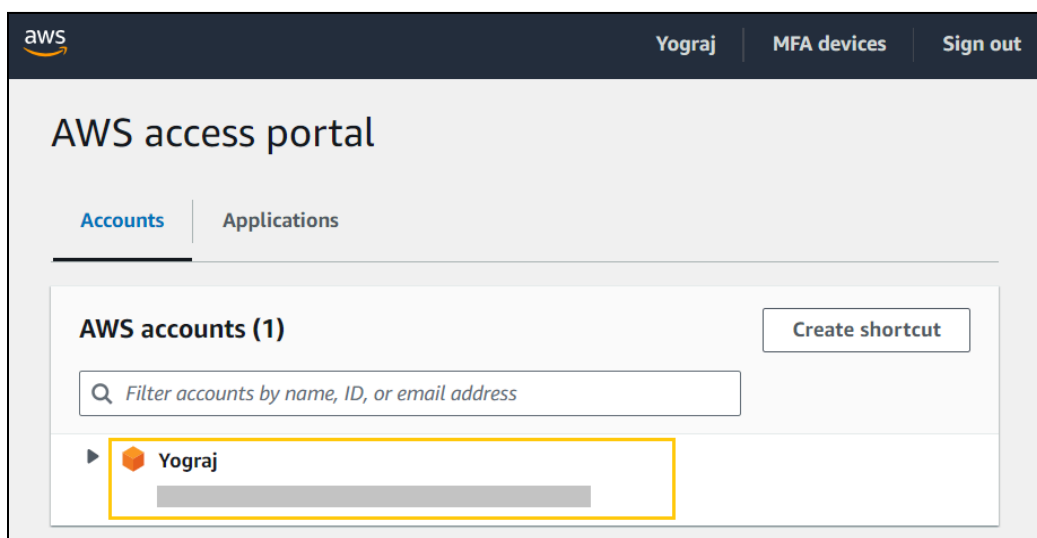 aws
Yograj
MFA devices
Sign out
AWS access portal
Accounts
Applications
AWS accounts (1)
Create shortcut
Filter accounts by name, ID, or email address
Yograj